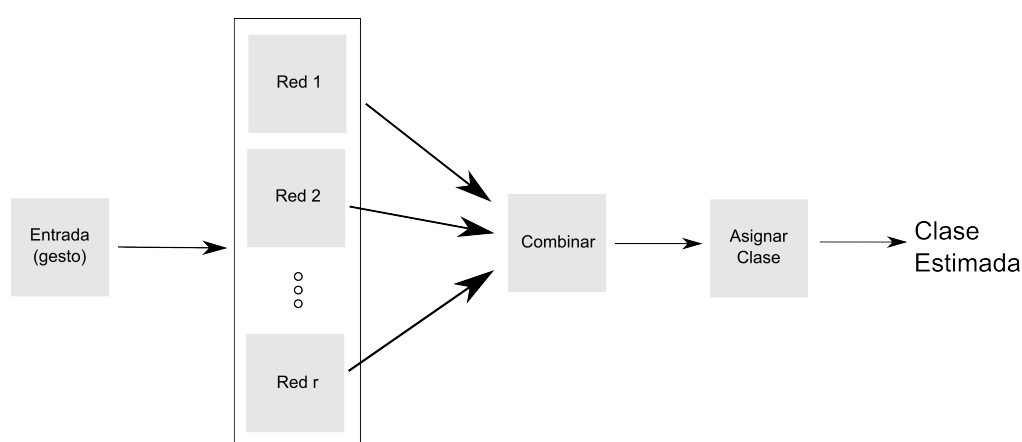 Entrada
(gesto)
Red 1
Red 2
Red r
Combinar
Asignar
Clase
Clase
Estimada